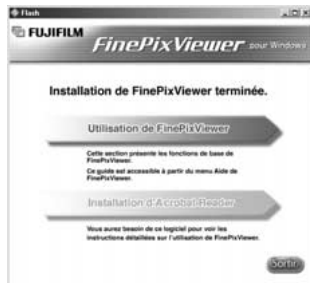 Flash
FUJIFILM
FinePixViewer pour Windows
Installation de FinePixViewer terminée.
Utilisation de FinePixViewer
Cette section présente les fonctions de base de
FinePixViewer.
Ce guide est accessible à partir du menu Aide de
FinePixViewer.
Installation d'Acrobat Reader
Vous aurez besoin de ce logiciel pour voir les
instructions détaillées sur l'utilisation de FinePixViewer.
Sortir